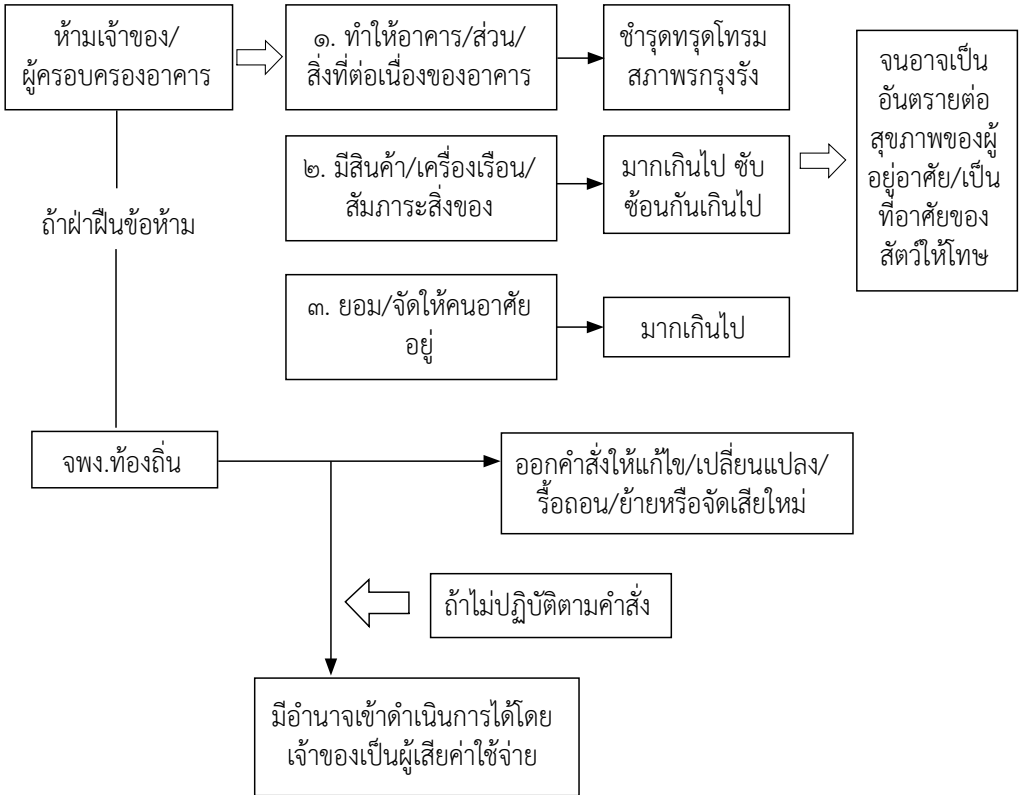 ห้ามเจ้าของ/
ผู้ครอบครองอาคาร
๑. ทำให้อาคาร/ส่วน/
สิ่งที่ต่อเนื่องของอาคาร
ชำรุดทรุดโทรม
สภาพรกรุงรัง
๒. มีสินค้า/เครื่องเรือน/
สัมภาระสิ่งของ
มากเกินไป ซับ
ซ้อนกันเกินไป
จนอาจเป็น
อันตรายต่อ
สุขภาพของผู้
อยู่อาศัย/เป็น
ที่อาศัยของ
สัตว์ให้โทษ
๓. ยอม/จัดให้คนอาศัย
อยู่
มากเกินไป
ถ้าฝ่าฝืนข้อห้าม
จพง.ท้องถิ่น
ออกคำสั่งให้แก้ไข/เปลี่ยนแปลง/
รื้อถอน/ย้ายหรือจัดเสียใหม่
ถ้าไม่ปฏิบัติตามคำสั่ง
มีอำนาจเข้าดำเนินการได้โดย
เจ้าของเป็นผู้เสียค่าใช้จ่าย